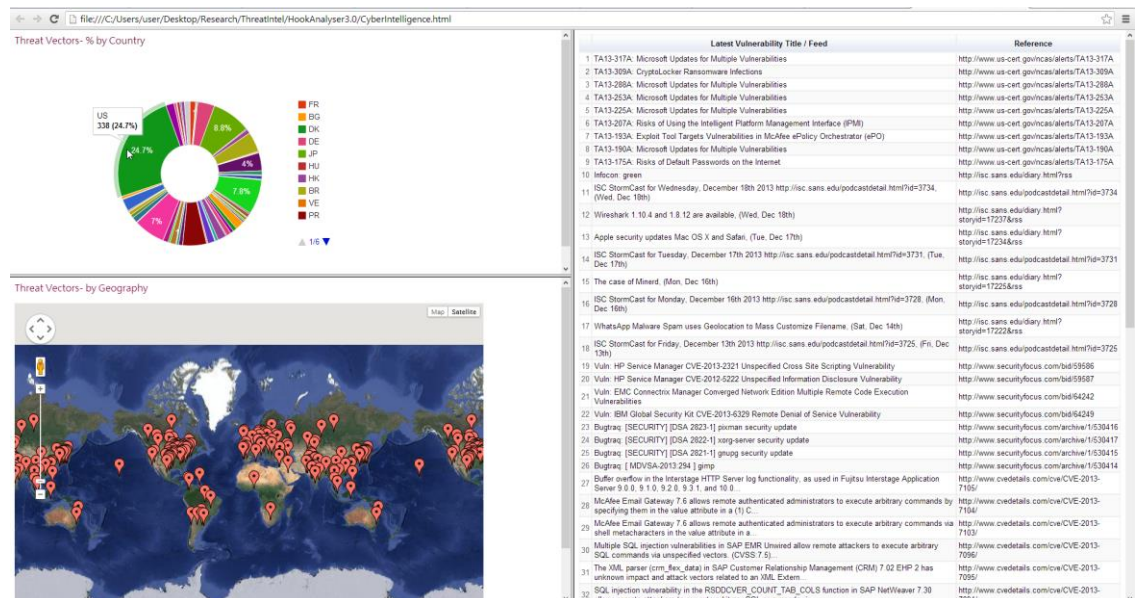 file:///C:/Users/user/Desktop/Research/ThreatIntel/HookAnalyser3.0/CyberIntelligence.html
Threat Vectors- % by Country
US
338 (24.7%)
24.7%
8.8%
4%
7.8%
7%
FR
BG
DK
DE
JP
HU
HK
BR
VE
PR
1/6
Threat Vectors- by Geography
Map Satellite
Latest Vulnerability Title / Feed Reference
1 TA13-317A: Microsoft Updates for Multiple Vulnerabilities http://www.us-cert.gov/ncas/alerts/TA13-317A
2 TA13-309A: CryptoLocker Ransomware Infections http://www.us-cert.gov/ncas/alerts/TA13-309A
3 TA13-288A: Microsoft Updates for Multiple Vulnerabilities http://www.us-cert.gov/ncas/alerts/TA13-288A
4 TA13-253A: Microsoft Updates for Multiple Vulnerabilities http://www.us-cert.gov/ncas/alerts/TA13-253A
5 TA13-225A: Microsoft Updates for Multiple Vulnerabilities http://www.us-cert.gov/ncas/alerts/TA13-225A
6 TA13-207A: Risks of Using the Intelligent Platform Management Interface (IPMI) http://www.us-cert.gov/ncas/alerts/TA13-207A
7 TA13-193A: Exploit Tool Targets Vulnerabilities in McAfee ePolicy Orchestrator (ePO) http://www.us-cert.gov/ncas/alerts/TA13-193A
8 TA13-190A: Microsoft Updates for Multiple Vulnerabilities http://www.us-cert.gov/ncas/alerts/TA13-190A
9 TA13-175A: Risks of Default Passwords on the Internet http://www.us-cert.gov/ncas/alerts/TA13-175A
10 Infocon: green http://isc.sans.edu/diary.html?rss
11 ISC StormCast for Wednesday, December 18th 2013 http://isc.sans.edu/podcastdetail.html?id=3734, http://isc.sans.edu/podcastdetail.html?id=3734
(Wed, Dec 18th)
12 Wireshark 1.10.4 and 1.8.12 are available, (Wed, Dec 18th) http://isc.sans.edu/diary.html?
storyid=17237&rss
13 Apple security updates Mac OS X and Safari, (Tue, Dec 17th) http://isc.sans.edu/diary.html?
storyid=17234&rss
14 ISC StormCast for Tuesday, December 17th 2013 http://isc.sans.edu/podcastdetail.html?id=3731, (Tue, http://isc.sans.edu/podcastdetail.html?id=3731
Dec 17th)
15 The case of Minerd, (Mon, Dec 16th) http://isc.sans.edu/diary.html?
storyid=17225&rss
16 ISC StormCast for Monday, December 16th 2013 http://isc.sans.edu/podcastdetail.html?id=3728, (Mon, http://isc.sans.edu/podcastdetail.html?id=3728
Dec 16th)
17 WhatsApp Malware Spam uses Geolocation to Mass Customize Filename, (Sat, Dec 14th) http://isc.sans.edu/diary.html?
storyid=17222&rss
18 ISC StormCast for Friday, December 13th 2013 http://isc.sans.edu/podcastdetail.html?id=3725, (Fri, Dec http://isc.sans.edu/podcastdetail.html?id=3725
13th)
19 Vuln: HP Service Manager CVE-2013-2321 Unspecified Cross Site Scripting Vulnerability http://www.securityfocus.com/bid/59586
20 Vuln: HP Service Manager CVE-2012-5222 Unspecified Information Disclosure Vulnerability http://www.securityfocus.com/bid/59587
21 Vuln: EMC Connectrix Manager Converged Network Edition Multiple Remote Code Execution http://www.securityfocus.com/bid/64242
Vulnerabilities
22 Vuln: IBM Global Security Kit CVE-2013-6329 Remote Denial of Service Vulnerability http://www.securityfocus.com/bid/64249
23 Bugtraq: [SECURITY] [DSA 2823-1] pixman security update http://www.securityfocus.com/archive/1/530416
24 Bugtraq: [SECURITY] [DSA 2822-1] xorg-server security update http://www.securityfocus.com/archive/1/530417
25 Bugtraq: [SECURITY] [DSA 2821-1] gnupg security update http://www.securityfocus.com/archive/1/530415
26 Bugtraq: [ MDVSA-2013:294 ] gimp http://www.securityfocus.com/archive/1/530414
27 Buffer overflow in the Interstage HTTP Server log functionality, as used in Fujitsu Interstage Application http://www.cvedetails.com/cve/CVE-2013-
Server 9.0.0, 9.1.0, 9.2.0, 9.3.1, and 10.0... 7105/
28 McAfee Email Gateway 7.6 allows remote authenticated administrators to execute arbitrary commands by http://www.cvedetails.com/cve/CVE-2013-
specifying them in the value attribute in a (1) C... 7104/
29 McAfee Email Gateway 7.6 allows remote authenticated administrators to execute arbitrary commands via http://www.cvedetails.com/cve/CVE-2013-
shell metacharacters in the value attribute in a... 7103/
30 Multiple SQL injection vulnerabilities in SAP EMR Unwired allow remote attackers to execute arbitrary http://www.cvedetails.com/cve/CVE-2013-
SQL commands via unspecified vectors. (CVSS:7.5)... 7096/
31 The XML parser (crm_flex_data) in SAP Customer Relationship Management (CRM) 7.02 EHP 2 has http://www.cvedetails.com/cve/CVE-2013-
unknown impact and attack vectors related to an XML Extern... 7095/
32 SQL injection vulnerability in the RSDDCVER_COUNT_TAB_COLS function in SAP NetWeaver 7.30 http://www.cvedetails.com/cve/CVE-2013-